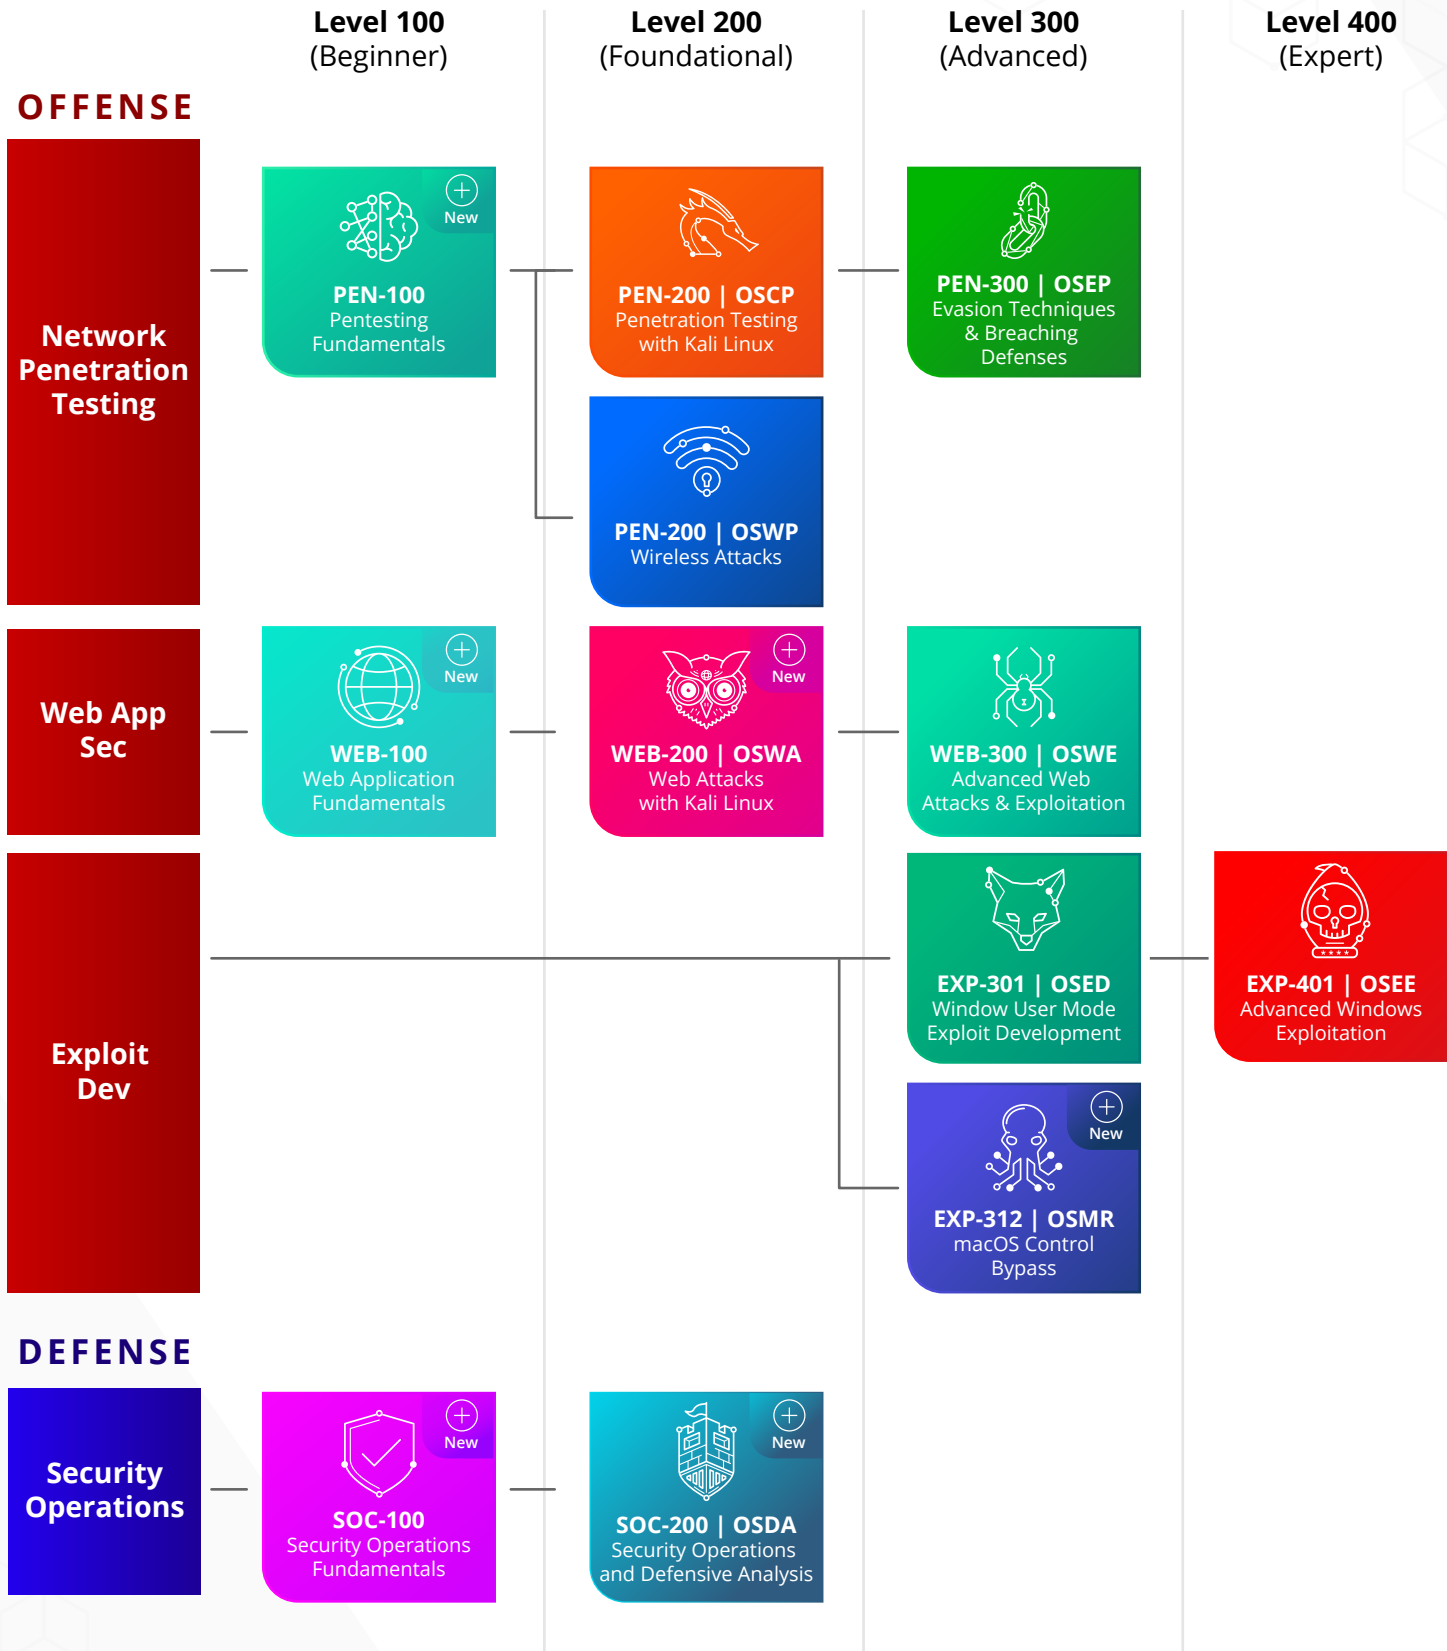 Level 100
(Beginner)
Level 200
(Foundational)
Level 300
(Advanced)
Level 400
(Expert)
OFFENSE
Network
Penetration
Testing
New
PEN-100
Pentesting
Fundamentals
PEN-200 | OSCP
Penetration Testing
with Kali Linux
PEN-300 | OSEP
Evasion Techniques
& Breaching
Defenses
PEN-200 | OSWP
Wireless Attacks
Web App
Sec
New
WEB-100
Web Application
Fundamentals
New
WEB-200 | OSWA
Web Attacks
with Kali Linux
WEB-300 | OSWE
Advanced Web
Attacks & Exploitation
Exploit
Dev
EXP-301 | OSED
Window User Mode
Exploit Development
****
EXP-401 | OSEE
Advanced Windows
Exploitation
New
EXP-312 | OSMR
macOS Control
Bypass
DEFENSE
Security
Operations
New
SOC-100
Security Operations
Fundamentals
New
SOC-200 | OSDA
Security Operations
and Defensive Analysis